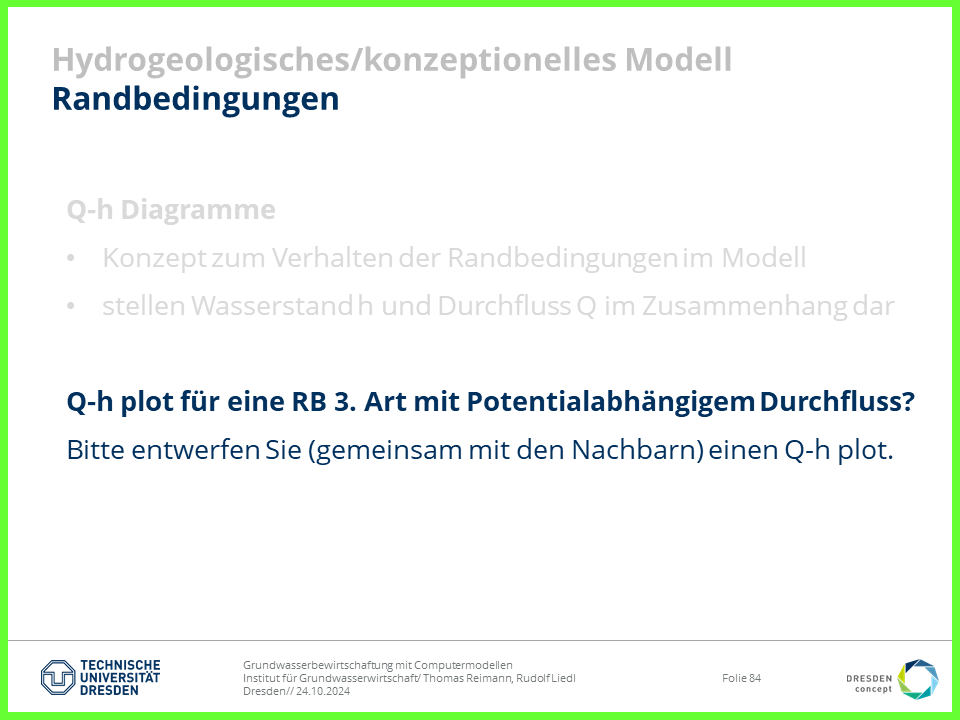 Hydrogeologisches/konzeptionelles Modell
Randbedingungen
Q-h Diagramme
• Konzept zum Verhalten der Randbedingungen im Modell
• stellen Wasserstand h und Durchfluss Q im Zusammenhang dar
Q-h plot für eine RB 3. Art mit Potentialabhängigem Durchfluss?
Bitte entwerfen Sie (gemeinsam mit den Nachbarn) einen Q-h plot.
TECHNISCHE
UNIVERSITÄT
DRESDEN
Grundwasserbewirtschaftung mit Computermodellen
Institut für Grundwasserwirtschaft/ Thomas Reimann, Rudolf Liedl
Dresden// 24.10.2024
Folie 84
DRESDEN
concept